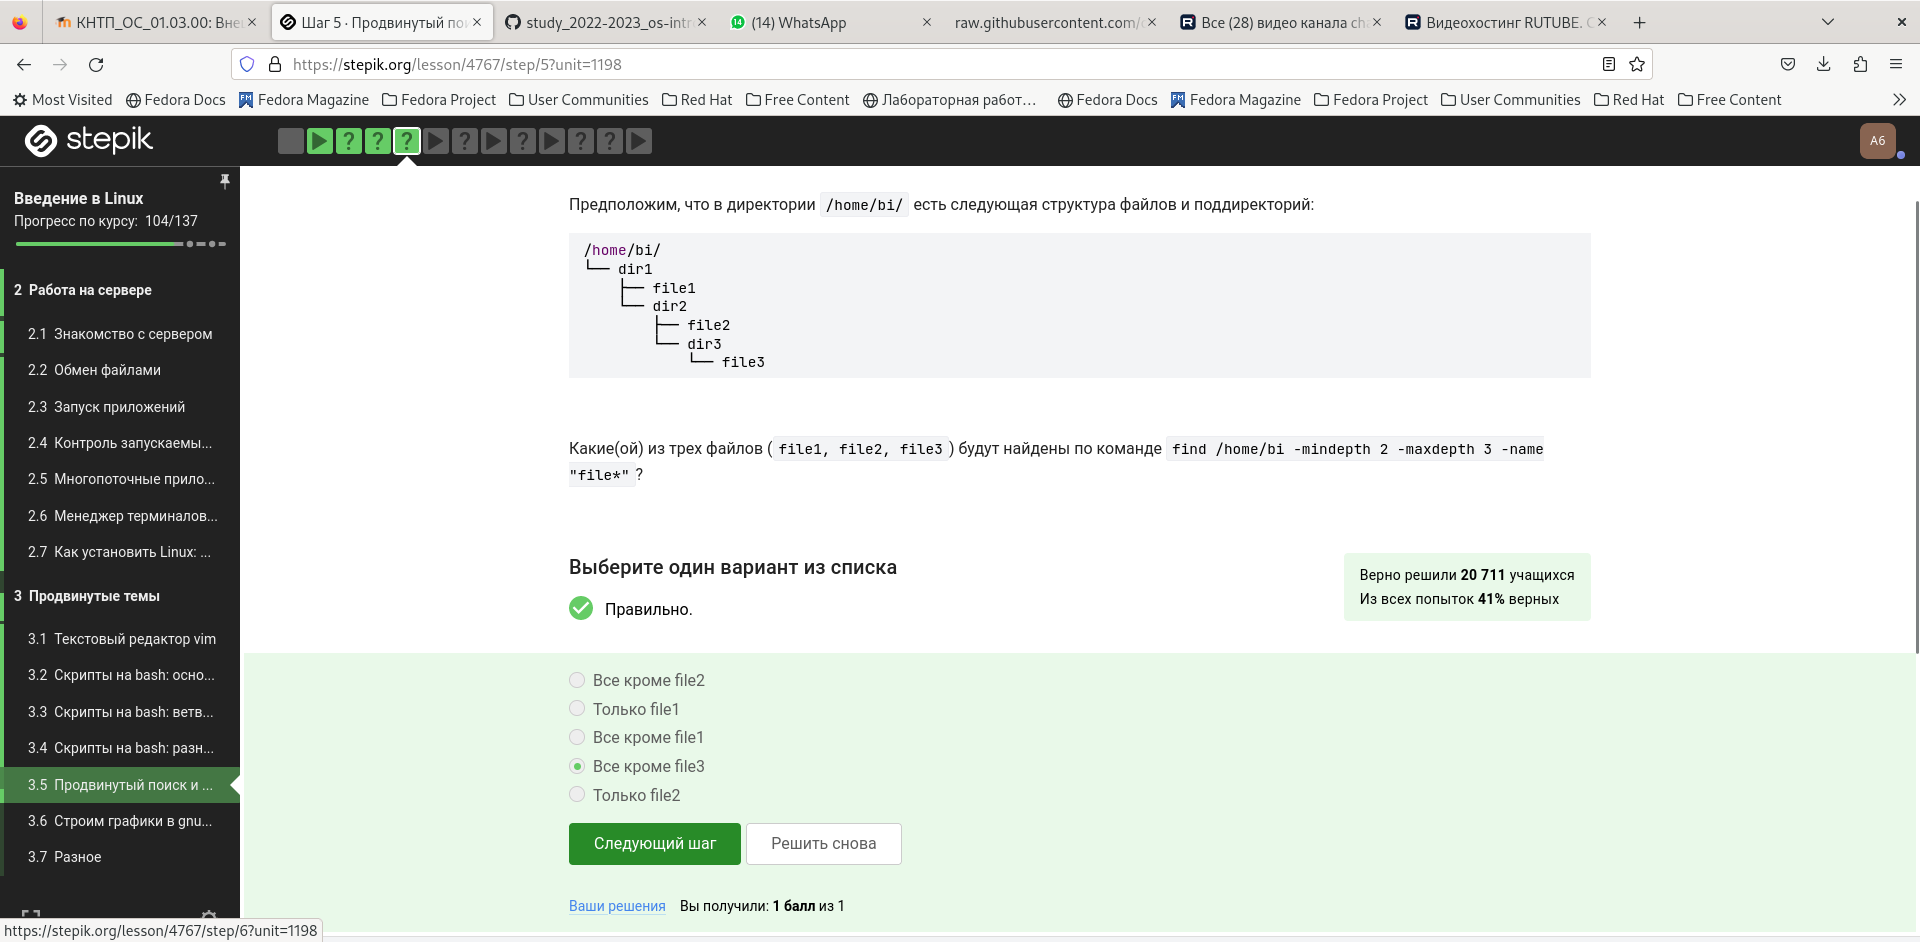 КНТП_ОС_01.03.00: Вне
Шаг 5 · Продвинутый по
study_2022-2023_os-intr
14
(14) WhatsApp
raw.githubusercontent.com/
Все (28) видео канала cha
Видеохостинг RUTUBE. С
https://stepik.org/lesson/4767/step/5?unit=1198
Most Visited
Fedora Docs
Fedora Magazine
Fedora Project
User Communities
Red Hat
Free Content
Лабораторная работ…
Fedora Docs
Fedora Magazine
Fedora Project
User Communities
Red Hat
Free Content
stepik
? ? ? ? ? ? ?
A6
Введение в Linux
Прогресс по курсу: 104/137
2 Работа на сервере
2.1 Знакомство с сервером
2.2 Обмен файлами
2.3 Запуск приложений
2.4 Контроль запускаемы...
2.5 Многопоточные прило...
2.6 Менеджер терминалов...
2.7 Как установить Linux: ...
3 Продвинутые темы
3.1 Текстовый редактор vim
3.2 Скрипты на bash: осно...
3.3 Скрипты на bash: ветв...
3.4 Скрипты на bash: разн...
3.5 Продвинутый поиск и ...
3.6 Строим графики в gnu...
3.7 Разное
Предположим, что в директории /home/bi/ есть следующая структура файлов и поддиректорий:
/home/bi/
└── dir1
    ├── file1
    └── dir2
        ├── file2
        └── dir3
            └── file3
Какие(ой) из трех файлов ( file1, file2, file3 ) будут найдены по команде find /home/bi -mindepth 2 -maxdepth 3 -name
"file*" ?
Выберите один вариант из списка
Правильно.
Верно решили 20 711 учащихся
Из всех попыток 41% верных
Все кроме file2
Только file1
Все кроме file1
Все кроме file3
Только file2
Следующий шаг
Решить снова
Ваши решения Вы получили: 1 балл из 1
https://stepik.org/lesson/4767/step/6?unit=1198